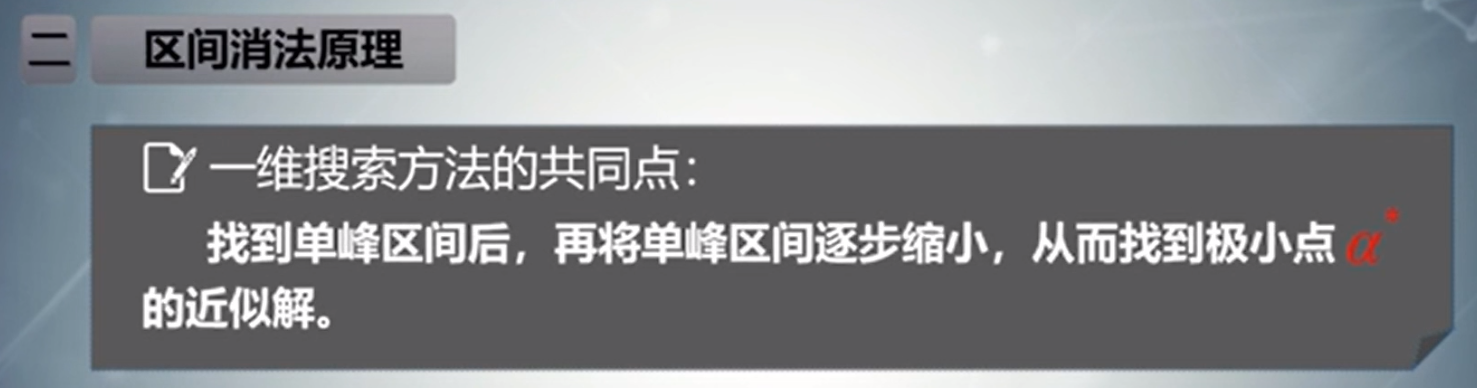 二 区间消法原理
一维搜索方法的共同点：
找到单峰区间后，再将单峰区间逐步缩小，从而找到极小点 α*
的近似解。